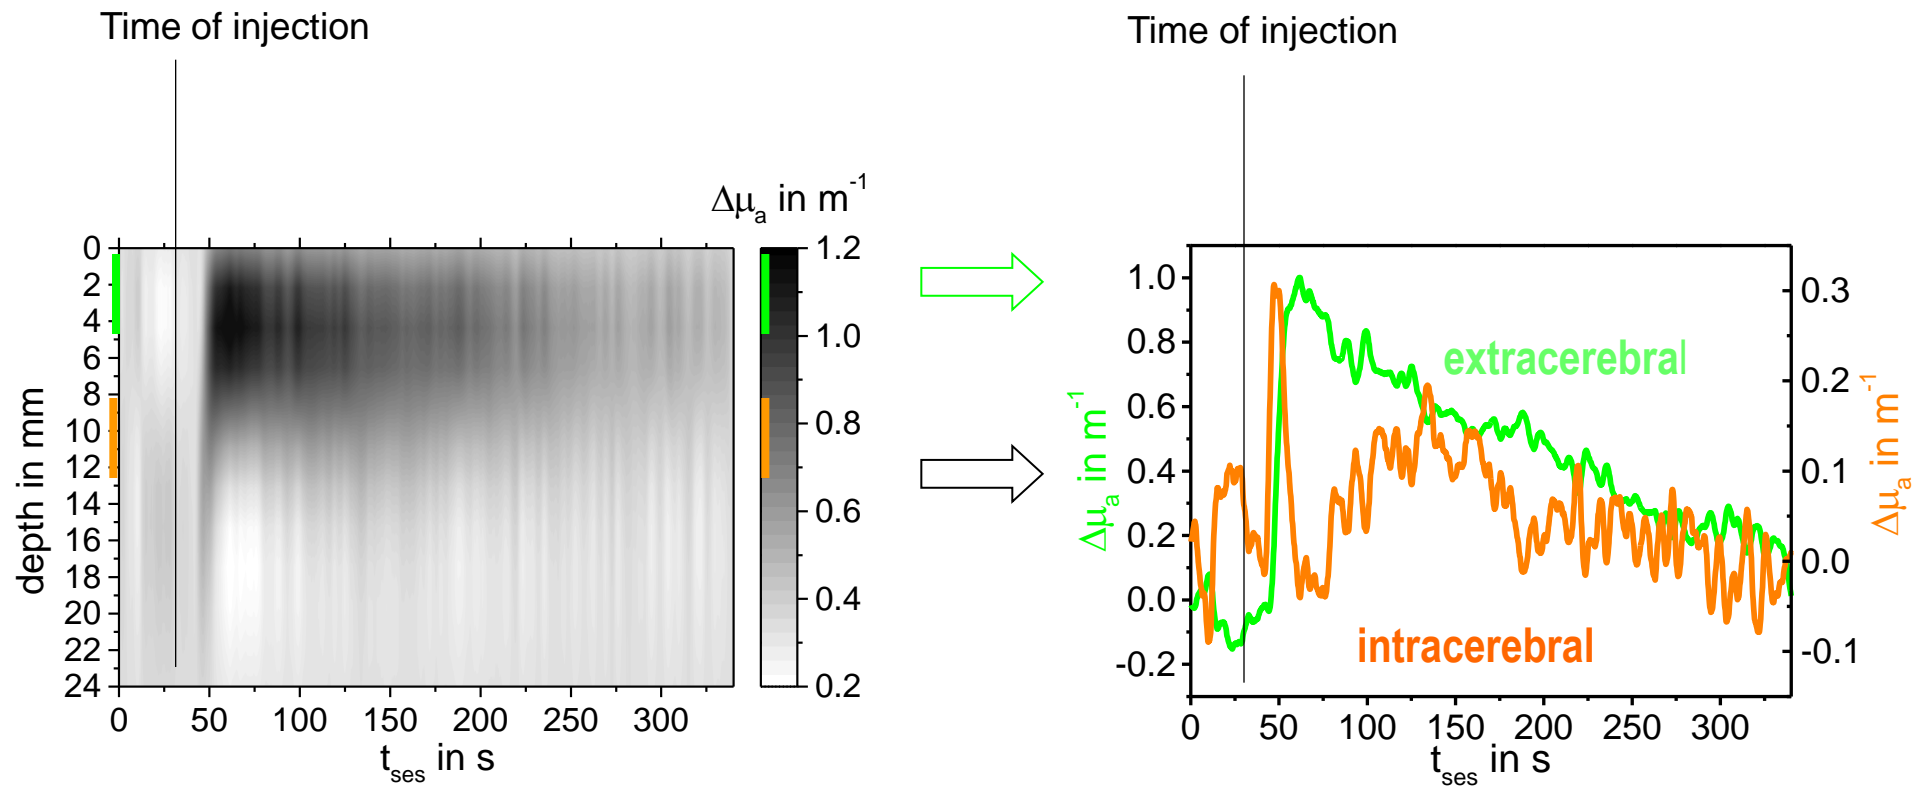 Time of injection
Δμa in m-1
0
2
4
6
8
10
12
14
16
18
20
22
24
depth in mm
0 50 100 150 200 250 300
tses in s
1.2
1.0
0.8
0.6
0.4
0.2
Time of injection
1.0
0.8
0.6
0.4
0.2
0.0
-0.2
Δμa in m-1
extracerebral
intracerebral
0.3
0.2
0.1
0.0
-0.1
Δμa in m-1
0 50 100 150 200 250 300
tses in s